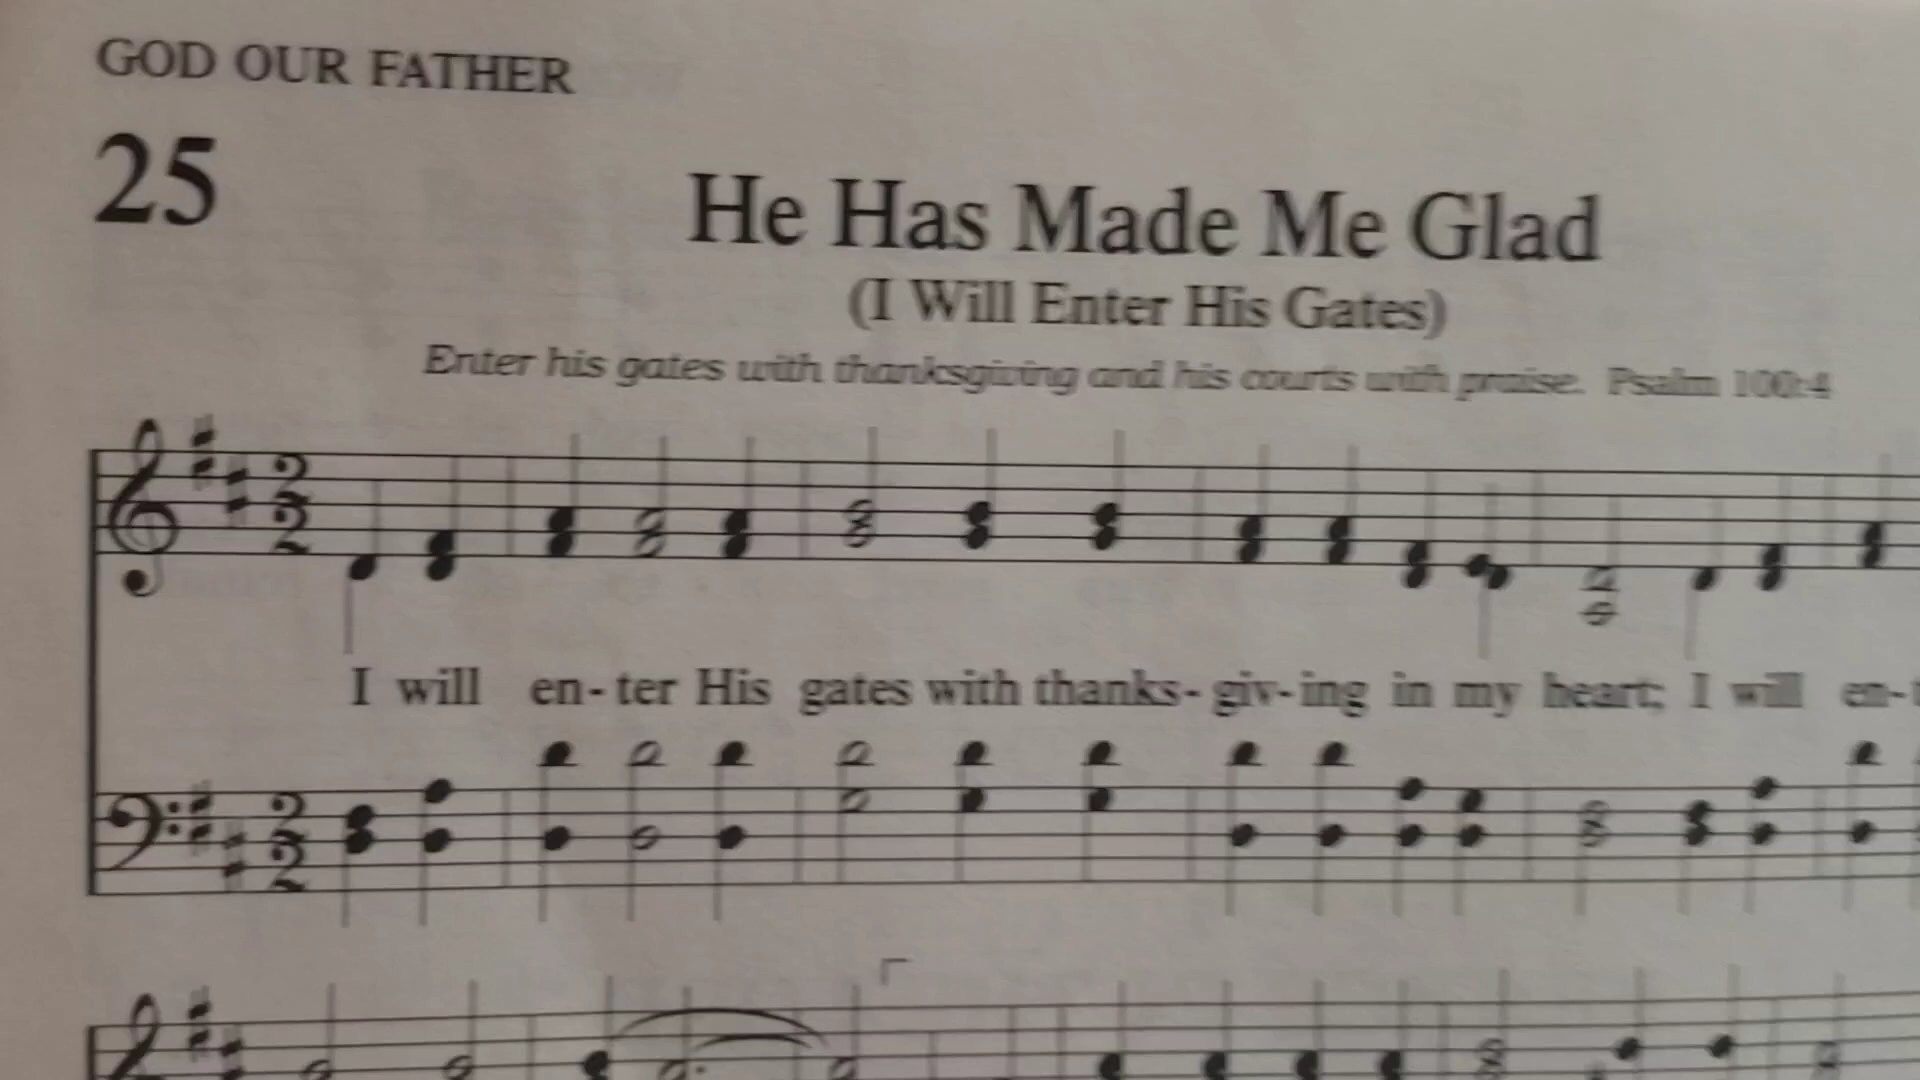 GOD OUR FATHER
25
He Has Made Me Glad
(I Will Enter His Gates)
Enter his gates with thanksgiving and his courts with praise. Psalm 100:4
I will en- ter His gates with thanks- giv- ing in my heart; I will en-